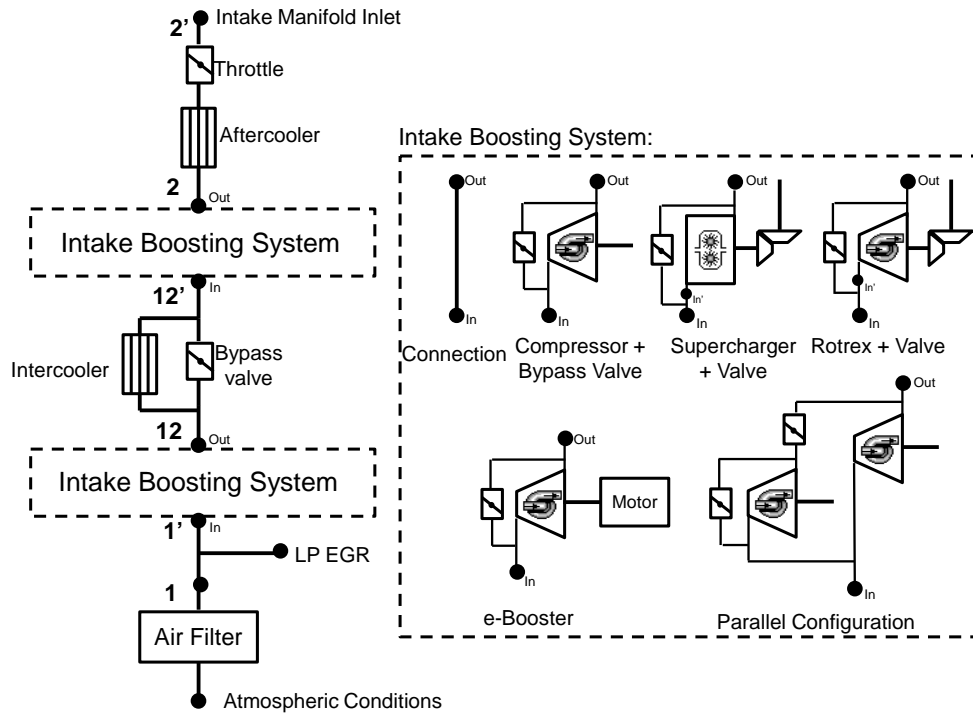 2’
Intake Manifold Inlet
Throttle
Aftercooler
2
Out
Intake Boosting System
12’
In
Intercooler
Bypass
valve
12
Out
Intake Boosting System
1’
In
LP EGR
1
Air Filter
Atmospheric Conditions
Intake Boosting System:
Out
In
Connection
Out
In
Compressor +
Bypass Valve
Out
In'
In
Supercharger
+ Valve
Out
In'
In
Rotrex + Valve
Out
Motor
In
e-Booster
Out
In
Parallel Configuration